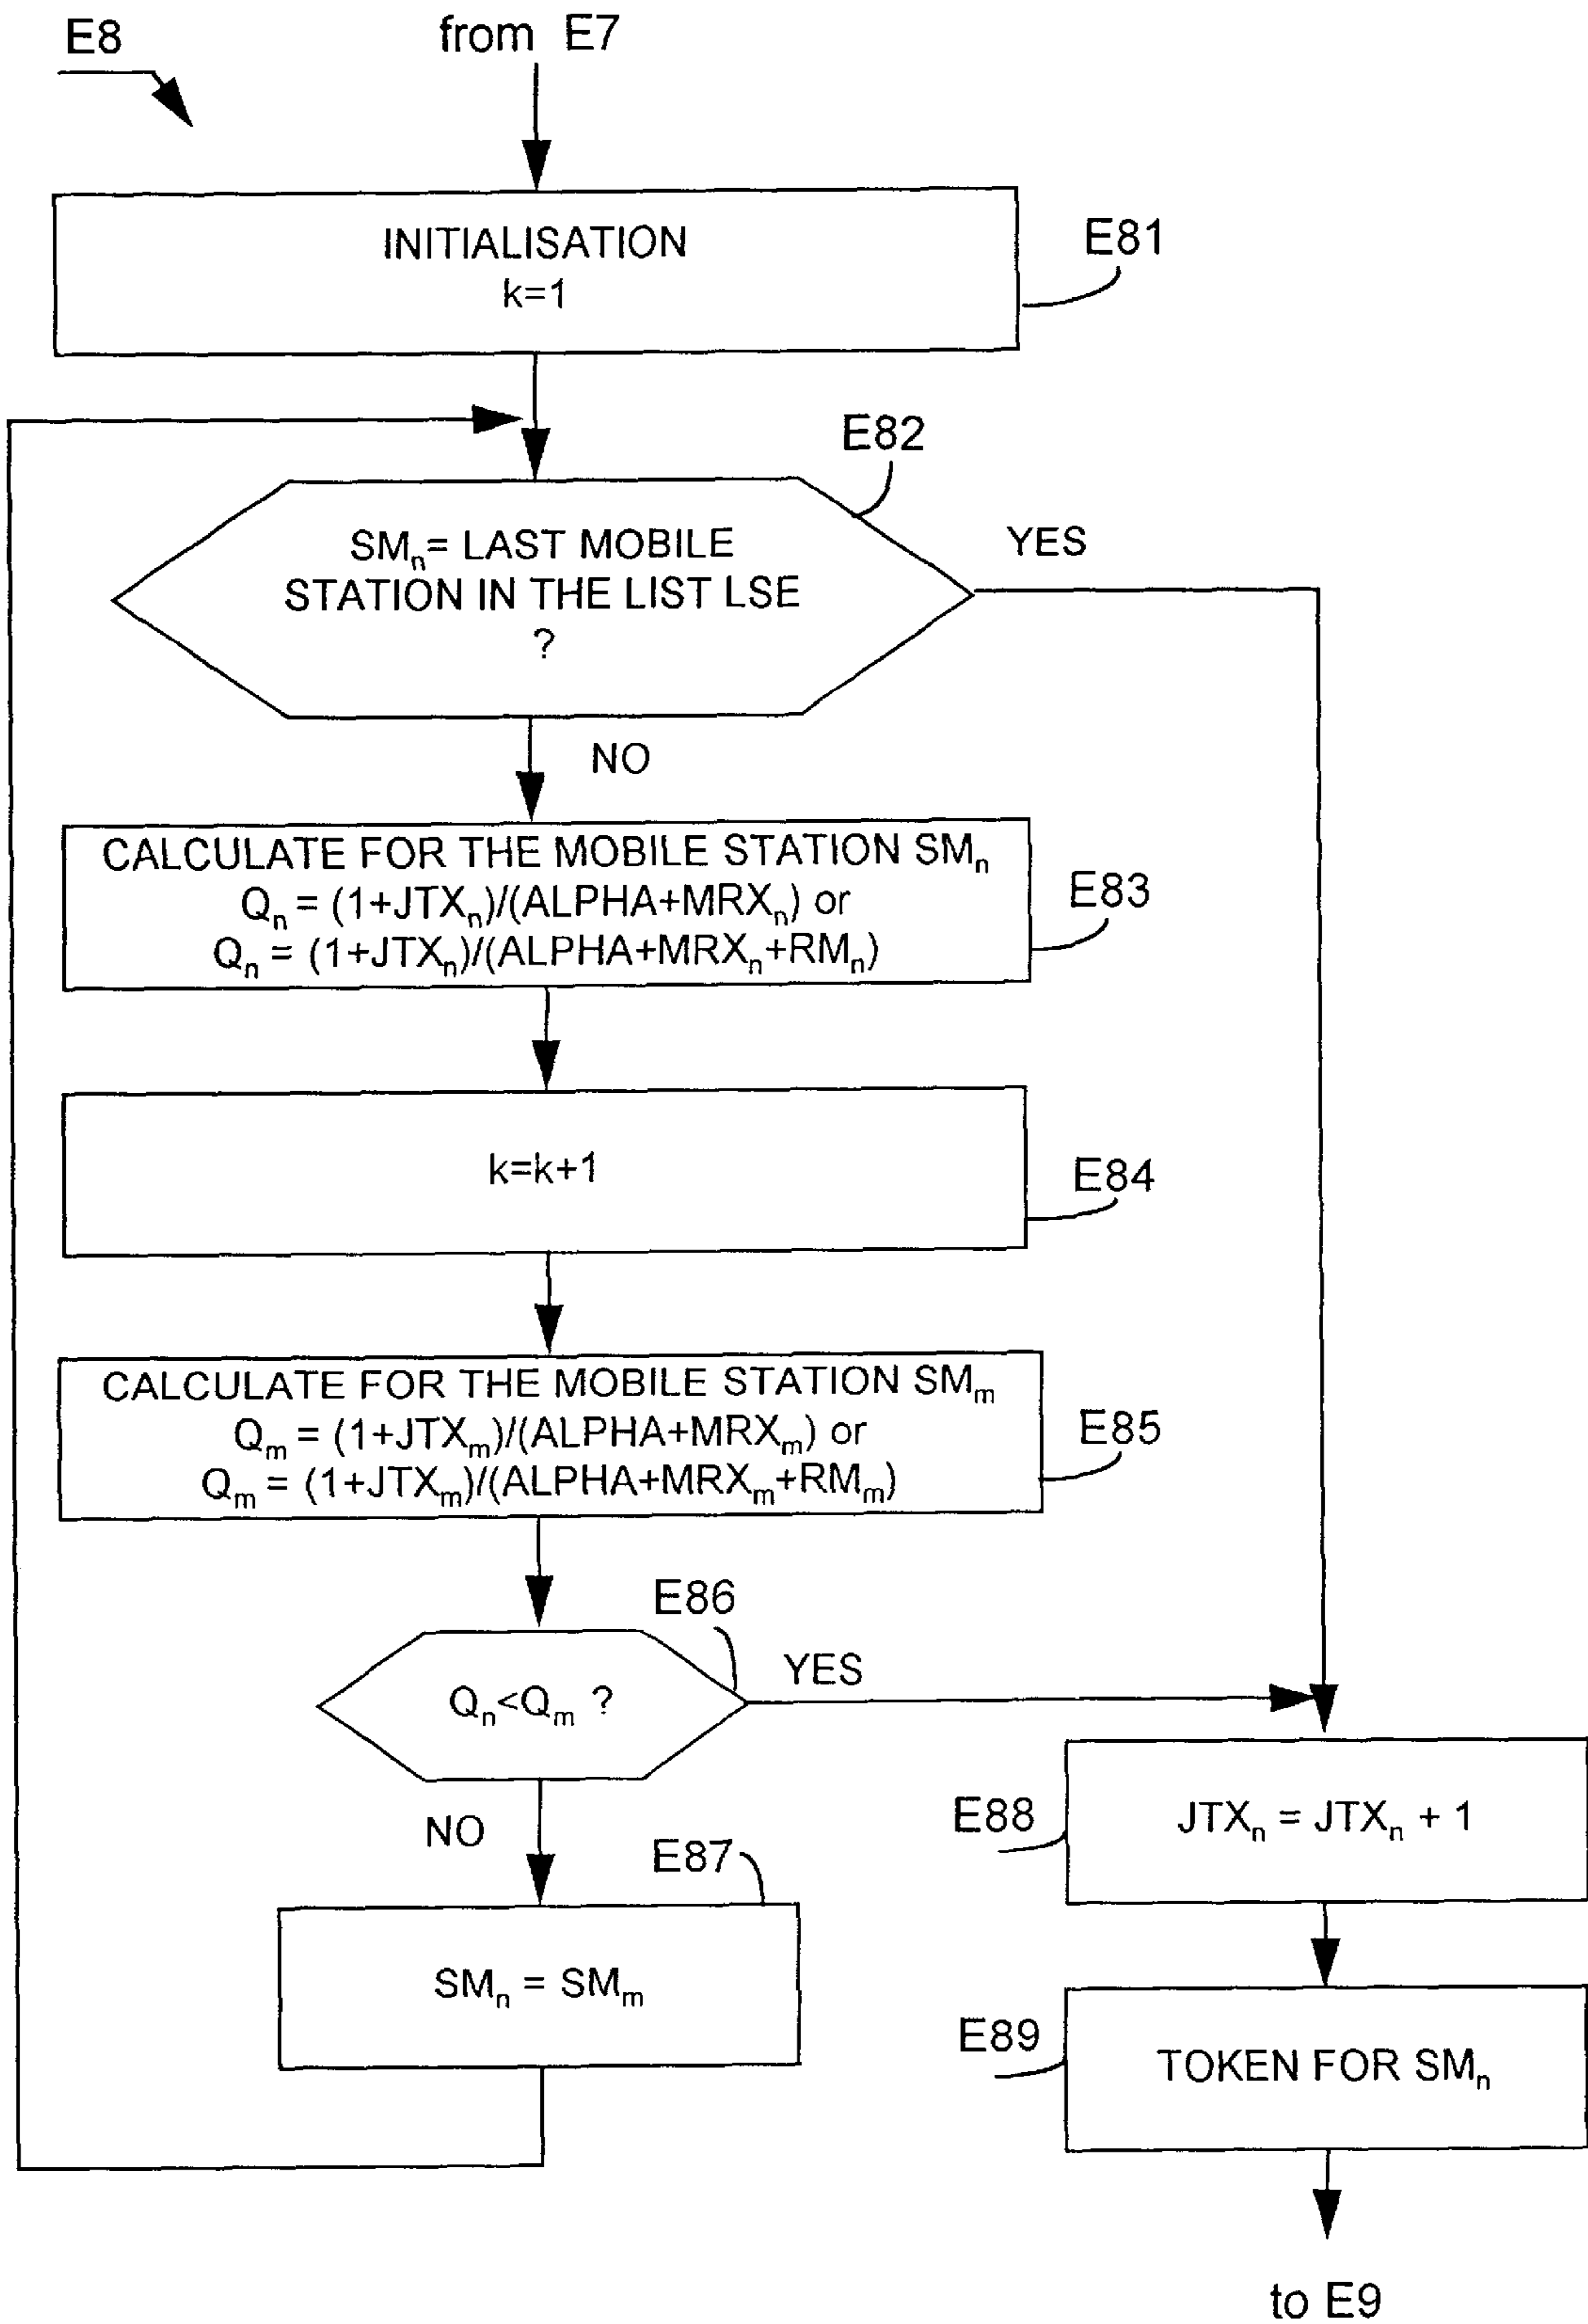 E8
from E7
INITIALISATION
k=1
E81
E82
SMn= LAST MOBILE
STATION IN THE LIST LSE
?
YES
NO
CALCULATE FOR THE MOBILE STATION SMn
Qn = (1+JTXn)/(ALPHA+MRXn) or
Qn = (1+JTXn)/(ALPHA+MRXn+RMn)
E83
k=k+1
E84
CALCULATE FOR THE MOBILE STATION SMm
Qm = (1+JTXm)/(ALPHA+MRXm) or
Qm = (1+JTXm)/(ALPHA+MRXm+RMm)
E85
E86
Qn<Qm ?
YES
NO
E87
SMn = SMm
E88
JTXn = JTXn + 1
E89
TOKEN FOR SMn
to E9